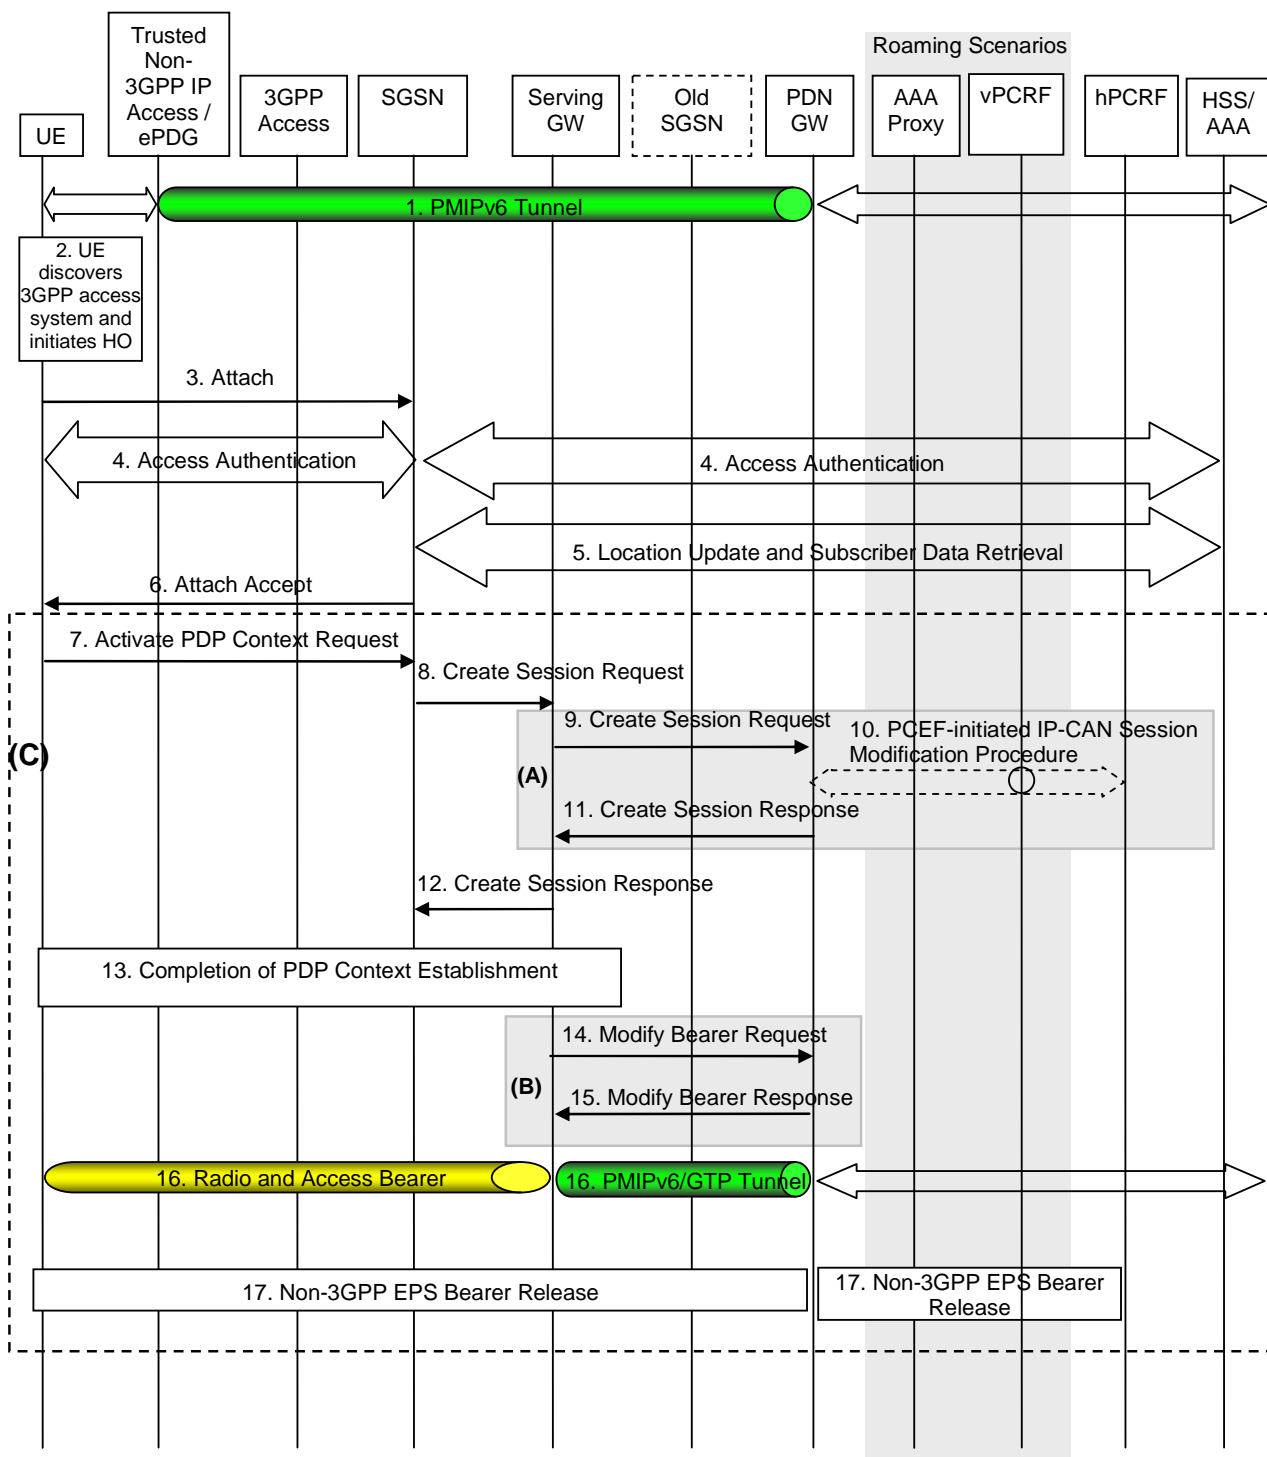 Roaming Scenarios
UE
Trusted
Non-
3GPP IP
Access /
ePDG
3GPP
Access
SGSN
Serving
GW
Old
SGSN
PDN
GW
AAA
Proxy
vPCRF
hPCRF
HSS/
AAA
1. PMIPv6 Tunnel
2. UE
discovers
3GPP access
system and
initiates HO
3. Attach
4. Access Authentication
4. Access Authentication
5. Location Update and Subscriber Data Retrieval
6. Attach Accept
7. Activate PDP Context Request
8. Create Session Request
9. Create Session Request
10. PCEF-initiated IP-CAN Session
Modification Procedure
(C)
(A)
11. Create Session Response
12. Create Session Response
13. Completion of PDP Context Establishment
14. Modify Bearer Request
(B)
15. Modify Bearer Response
16. Radio and Access Bearer
16. PMIPv6/GTP Tunnel
17. Non-3GPP EPS Bearer Release
17. Non-3GPP EPS Bearer
Release